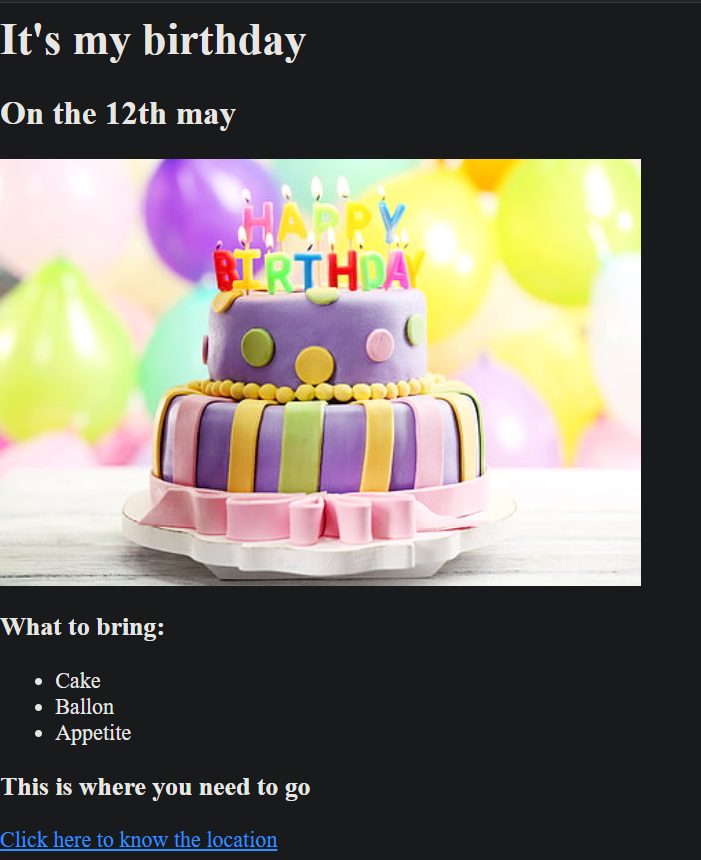 It's my birthday
On the 12th may
HAPPY
BIRTHDAY
What to bring:
Cake
Ballon
Appetite
This is where you need to go
Click here to know the location